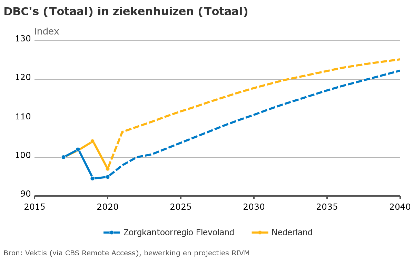 DBC's (Totaal) in ziekenhuizen (Totaal)
Index
130
120
110
100
90
2015 2020 2025 2030 2035 2040
Zorgkantoorregio Flevoland Nederland
Bron: Vektis (via CBS Remote Access), bewerking en projecties RIVM